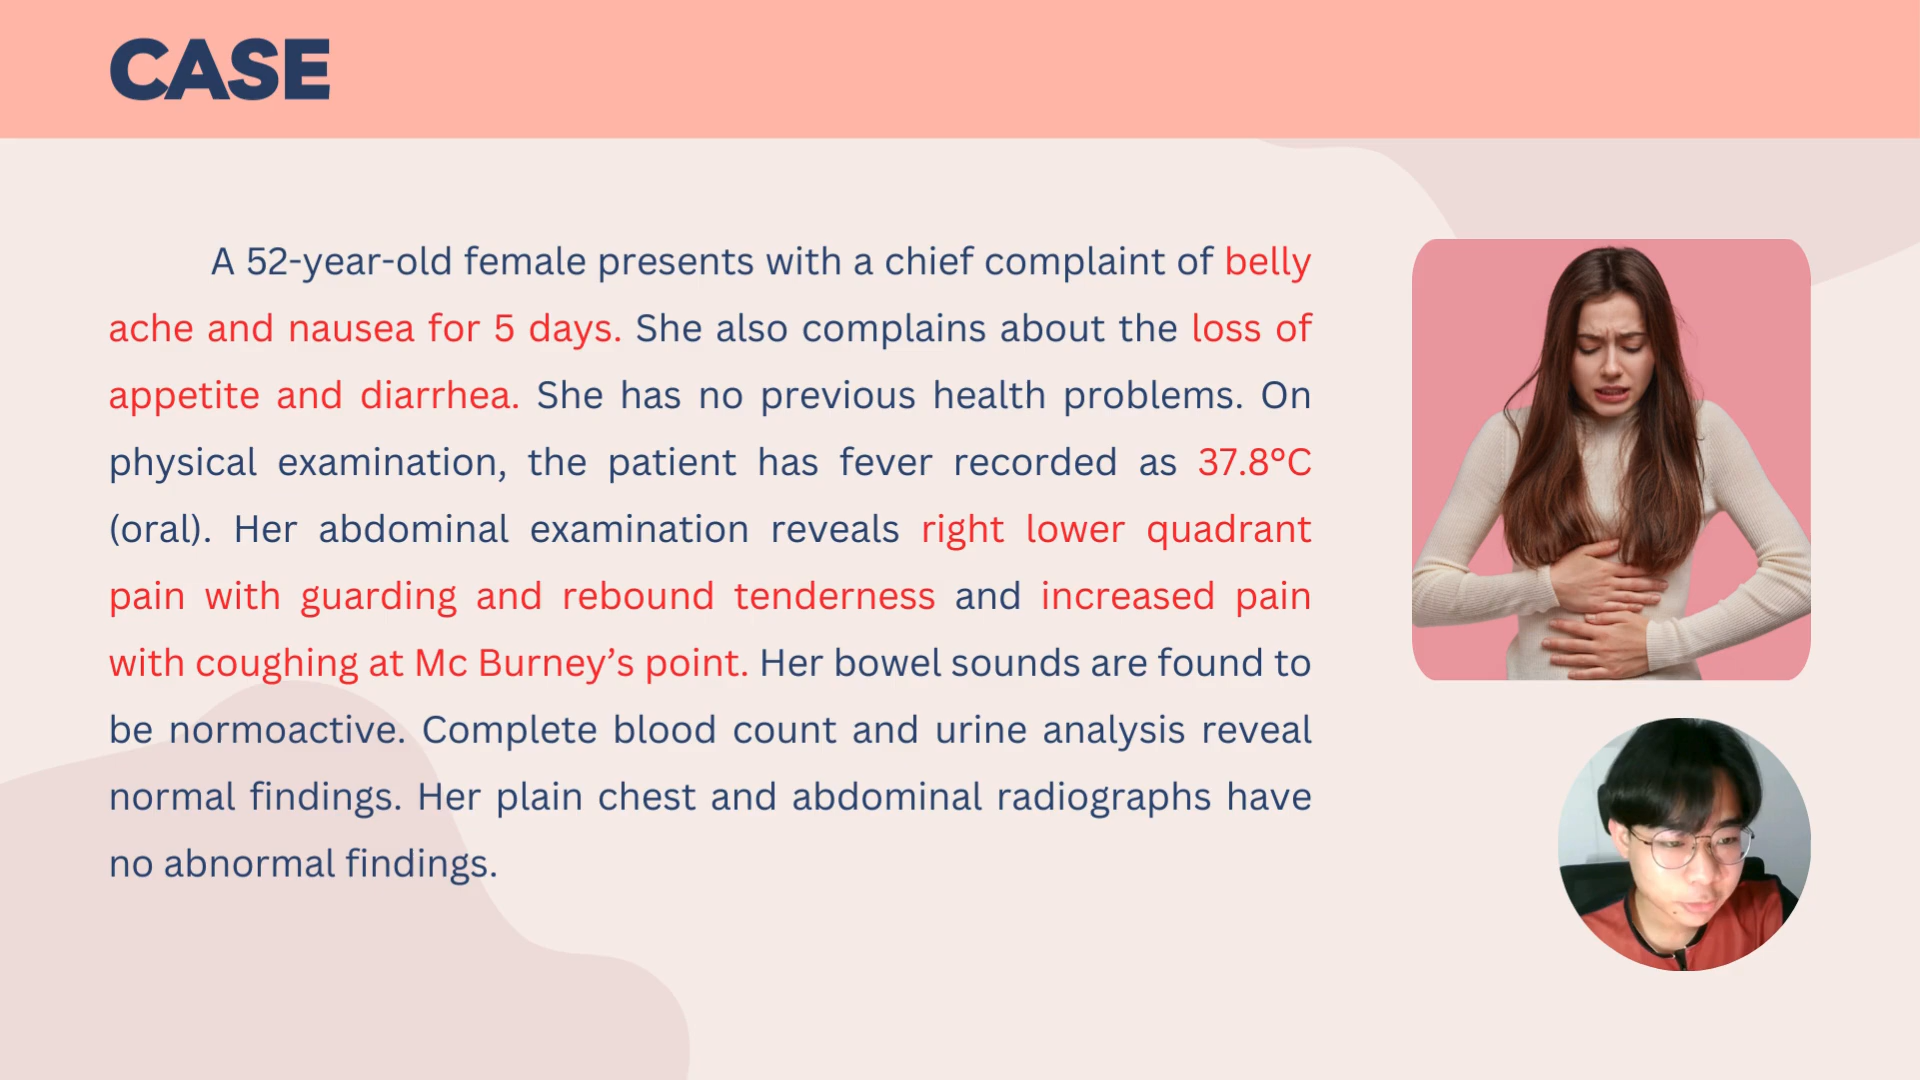 CASE
A 52-year-old female presents with a chief complaint of belly
ache and nausea for 5 days. She also complains about the loss of
appetite and diarrhea. She has no previous health problems. On
physical examination, the patient has fever recorded as 37.8°C
(oral). Her abdominal examination reveals right lower quadrant
pain with guarding and rebound tenderness and increased pain
with coughing at Mc Burney’s point. Her bowel sounds are found to
be normoactive. Complete blood count and urine analysis reveal
normal findings. Her plain chest and abdominal radiographs have
no abnormal findings.